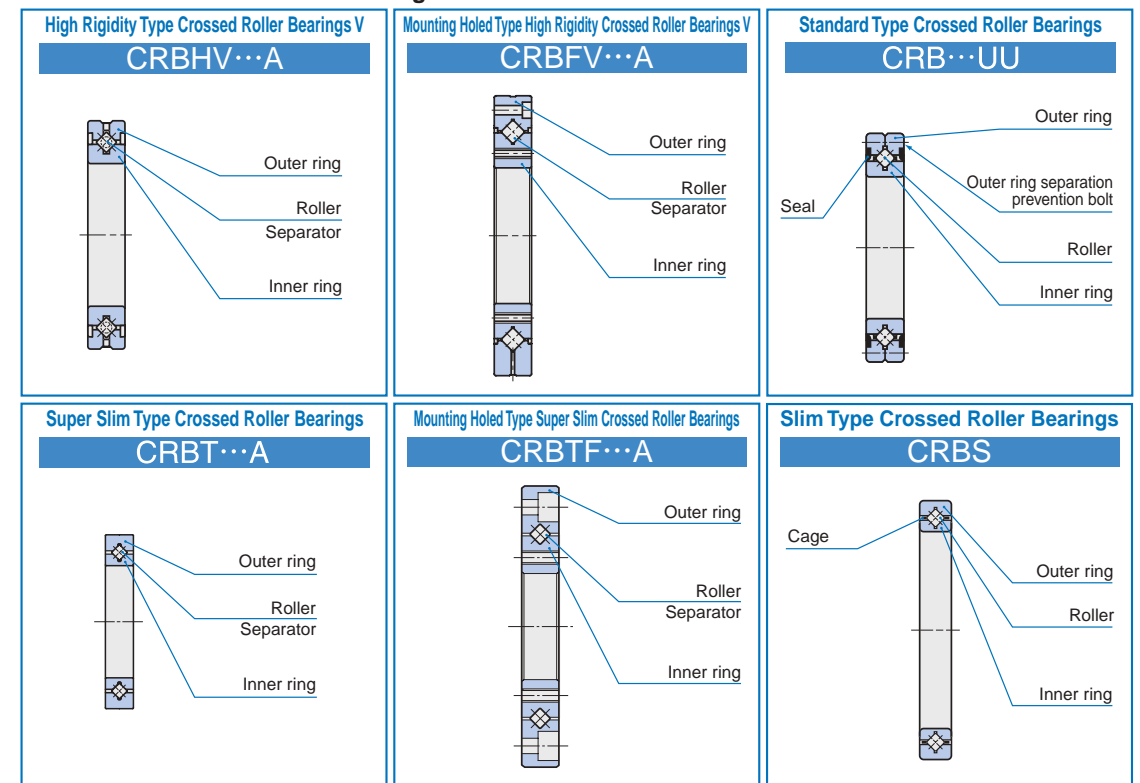 High Rigidity Type Crossed Roller Bearings V
CRBHV···A
Outer ring
Roller
Separator
Inner ring
Mounting Holed Type High Rigidity Crossed Roller Bearings V
CRBFV···A
Outer ring
Roller
Separator
Inner ring
Standard Type Crossed Roller Bearings
CRB···UU
Outer ring
Outer ring separation
prevention bolt
Seal
Roller
Inner ring
Super Slim Type Crossed Roller Bearings
CRBT···A
Outer ring
Roller
Separator
Inner ring
Mounting Holed Type Super Slim Crossed Roller Bearings
CRBTF···A
Outer ring
Roller
Separator
Inner ring
Slim Type Crossed Roller Bearings
CRBS
Cage
Outer ring
Roller
Inner ring